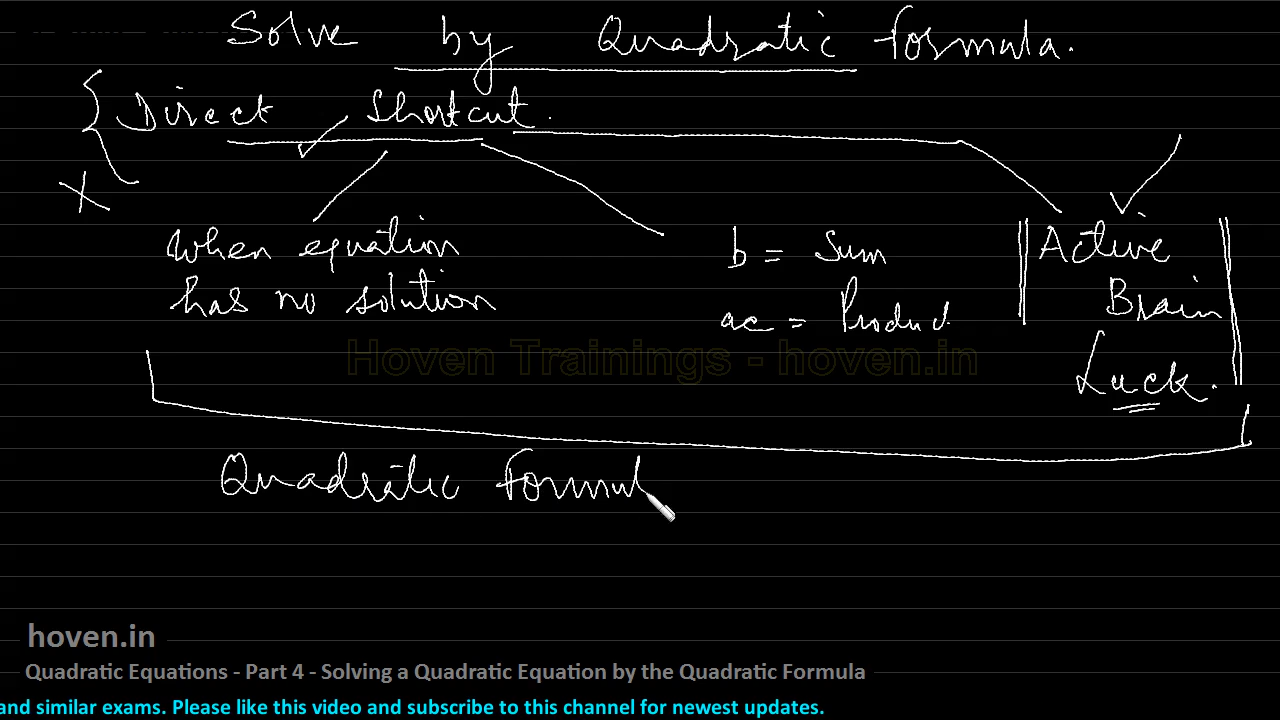 Solve by Quadratic formula.
Direct Shortcut.
When equation
has no solution
b = Sum
ac = Product
Active
Brain
Luck.
Hoven Trainings - hoven.in
Quadratic Formul
hoven.in
Quadratic Equations - Part 4 - Solving a Quadratic Equation by the Quadratic Formula
and similar exams. Please like this video and subscribe to this channel for newest updates.